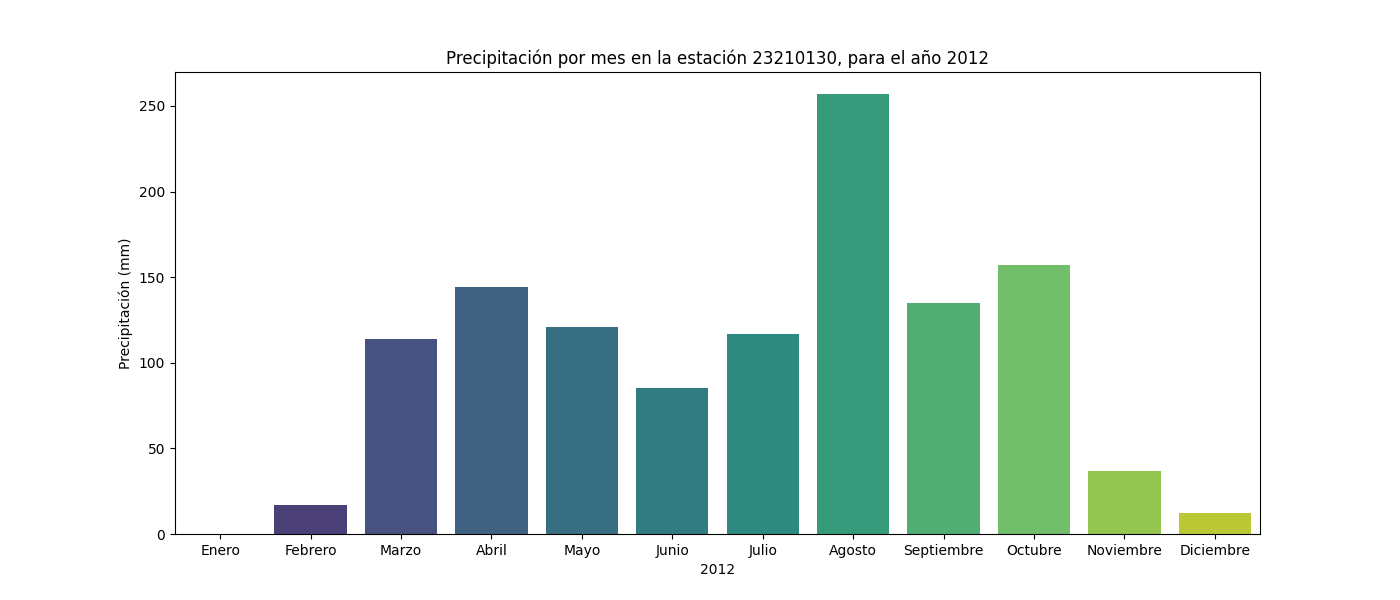 Precipitación por mes en la estación 23210130, para el año 2012
Precipitación (mm)
250
200
150
100
50
0
Enero Febrero Marzo Abril Mayo Junio Julio Agosto Septiembre Octubre Noviembre Diciembre
2012